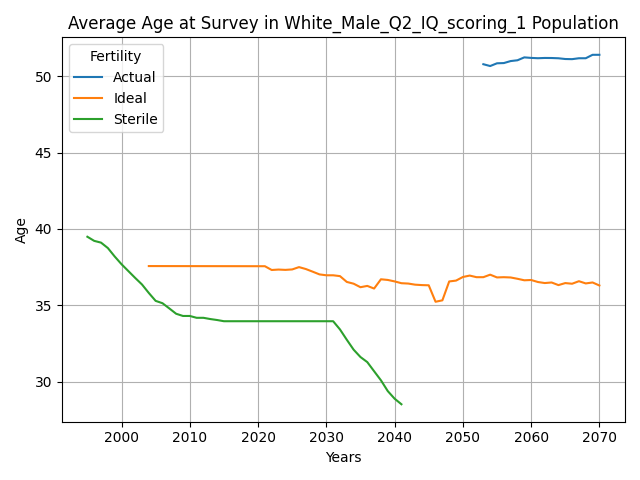 Average Age at Survey in White_Male_Q2_IQ_scoring_1 Population
Fertility
Actual
Ideal
Sterile
50
45
40
35
30
Age
2000 2010 2020 2030 2040 2050 2060 2070
Years